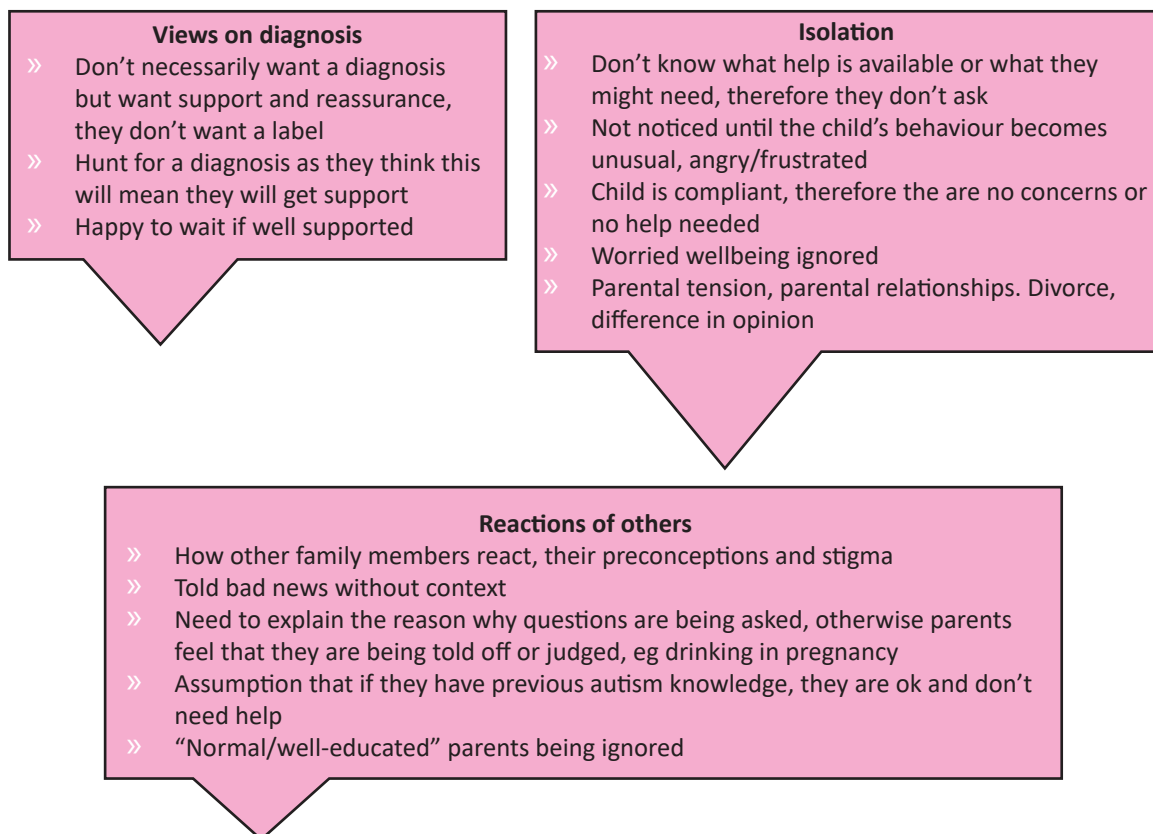 Views on diagnosis
» Don’t necessarily want a diagnosis
but want support and reassurance,
they don’t want a label
» Hunt for a diagnosis as they think this
will mean they will get support
» Happy to wait if well supported
Isolation
» Don’t know what help is available or what they
might need, therefore they don’t ask
» Not noticed until the child’s behaviour becomes
unusual, angry/frustrated
» Child is compliant, therefore the are no concerns or
no help needed
» Worried wellbeing ignored
» Parental tension, parental relationships. Divorce,
difference in opinion
Reactions of others
» How other family members react, their preconceptions and stigma
» Told bad news without context
» Need to explain the reason why questions are being asked, otherwise parents
feel that they are being told off or judged, eg drinking in pregnancy
» Assumption that if they have previous autism knowledge, they are ok and don’t
need help
» “Normal/well-educated” parents being ignored